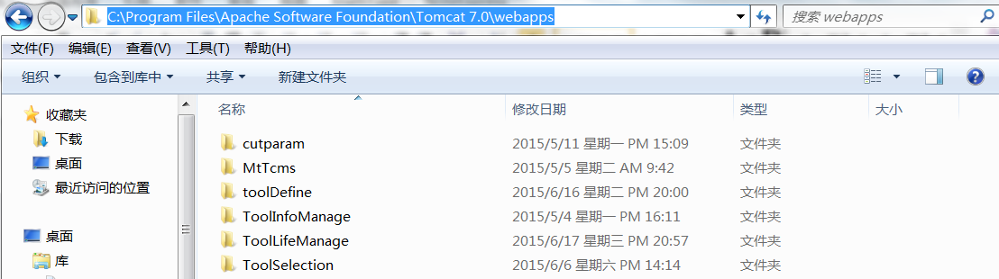 C:\Program Files\Apache Software Foundation\Tomcat 7.0\webapps 搜索 webapps
文件(F) 编辑(E) 查看(V) 工具(T) 帮助(H)
组织 包含到库中 共享 新建文件夹
收藏夹
下载
桌面
最近访问的位置
桌面
库
名称 修改日期 类型 大小
cutparam 2015/5/11 星期一 PM 15:09 文件夹
MtTcms 2015/5/5 星期二 AM 9:42 文件夹
toolDefine 2015/6/16 星期二 PM 20:00 文件夹
ToolInfoManage 2015/5/4 星期一 PM 16:11 文件夹
ToolLifeManage 2015/6/17 星期三 PM 20:57 文件夹
ToolSelection 2015/6/6 星期六 PM 14:14 文件夹